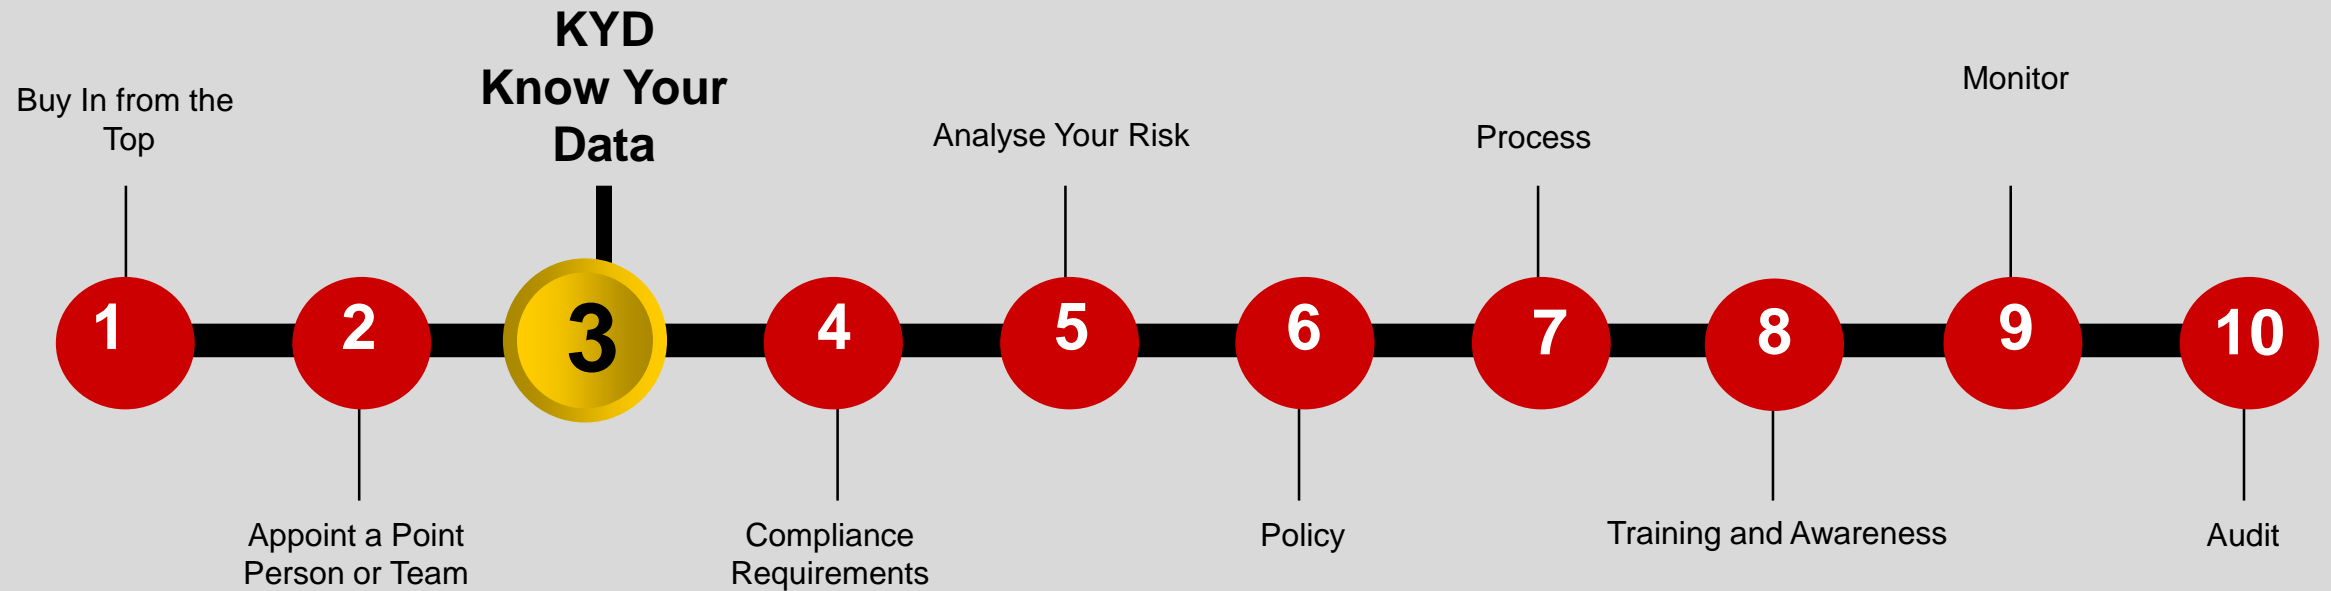 KYD
Know Your
Data
Buy In from the
Top
Analyse Your Risk
Process
Monitor
1
2
3
4
5
6
7
8
9
10
Appoint a Point
Person or Team
Compliance
Requirements
Policy
Training and Awareness
Audit